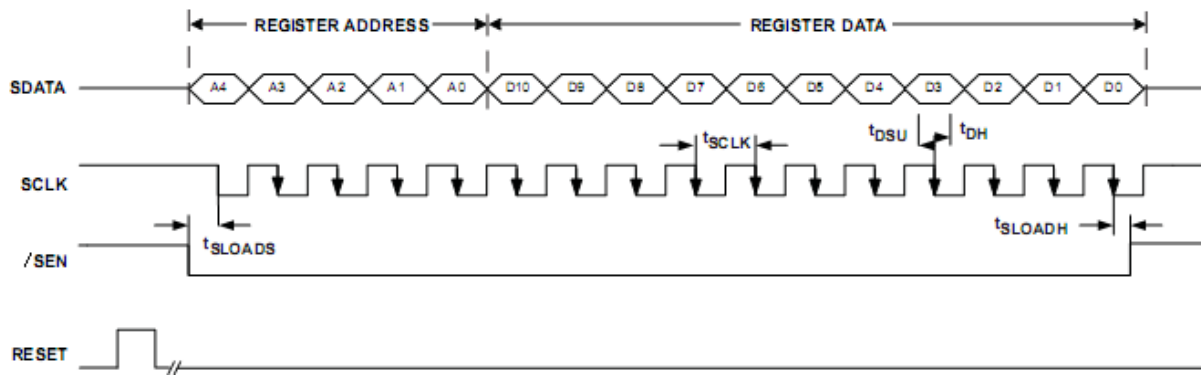 REGISTER ADDRESS REGISTER DATA
SDATA A4 A3 A2 A1 A0 D10 D9 D8 D7 D6 D5 D4 D3 D2 D1 D0
tSCLK tDSU tDH
SCLK
tSLOADS tSLOADH
/SEN
RESET